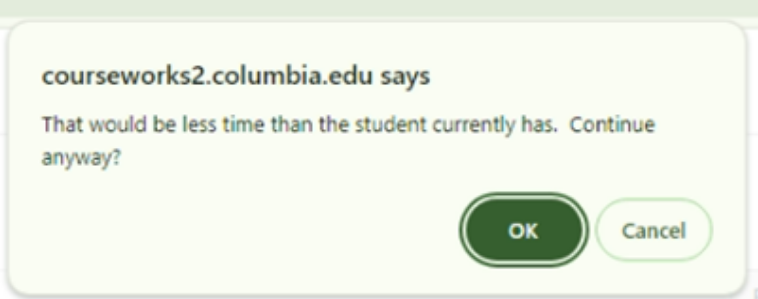 courseworks2.columbia.edu says
That would be less time than the student currently has.  Continue
anyway?
OK
Cancel